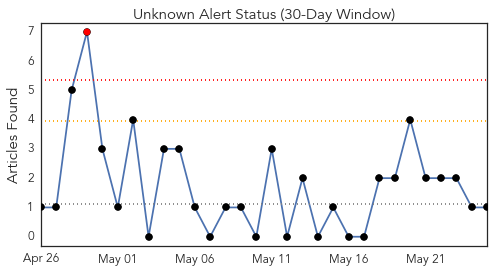 Unknown Alert Status (30-Day Window)
Articles Found
7
6
5
4
3
2
1
0
Apr 26
May 01
May 06
May 11
May 16
May 21